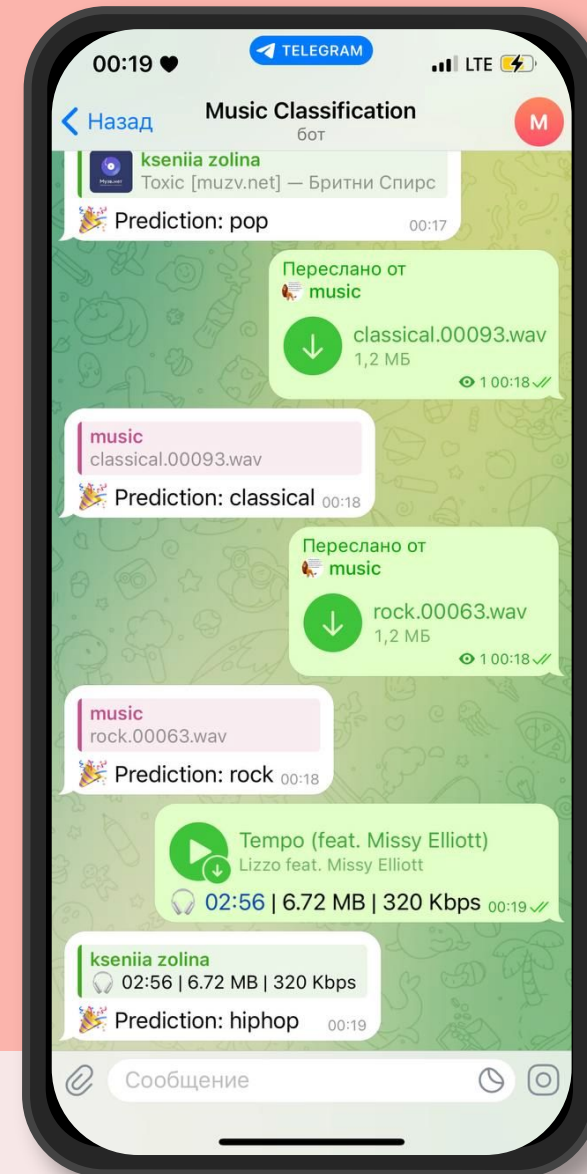 00:19
TELEGRAM
LTE
Назад
Music Classification
бот
М
kseniia zolina
Toxic [muzv.net] — Бритни Спирс
Prediction: pop
00:17
Переслано от
music
classical.00093.wav
1,2 МБ
1 00:18
music
classical.00093.wav
Prediction: classical 00:18
Переслано от
music
rock.00063.wav
1,2 МБ
1 00:18
music
rock.00063.wav
Prediction: rock 00:18
Tempo (feat. Missy Elliott)
Lizzo feat. Missy Elliott
02:56 | 6.72 MB | 320 Kbps 00:19
kseniia zolina
02:56 | 6.72 MB | 320 Kbps
Prediction: hiphop 00:19
Сообщение